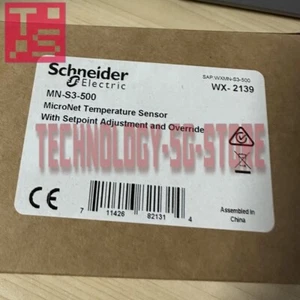 TS
Schneider
Electric
SAP WXMN-S3-500
WX- 2139
MN-S3-500
MicroNet Temperature Sensor
With Setpoint Adjustment and Override
TECHNOLOGY-SG-STORE
CE
7 11426 82131 4
Assembled in
China.